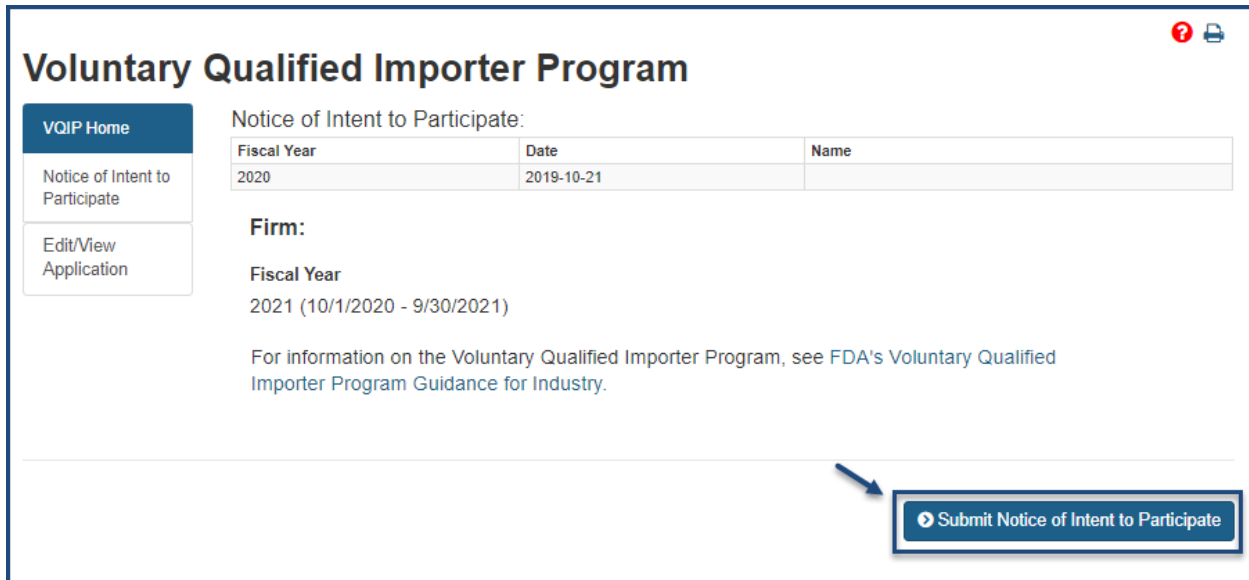 Voluntary Qualified Importer Program
VQIP Home
Notice of Intent to
Participate
Edit/View
Application
Notice of Intent to Participate:
Fiscal Year Date Name
2020 2019-10-21
Firm:
Fiscal Year
2021 (10/1/2020 - 9/30/2021)
For information on the Voluntary Qualified Importer Program, see FDA's Voluntary Qualified
Importer Program Guidance for Industry.
Submit Notice of Intent to Participate